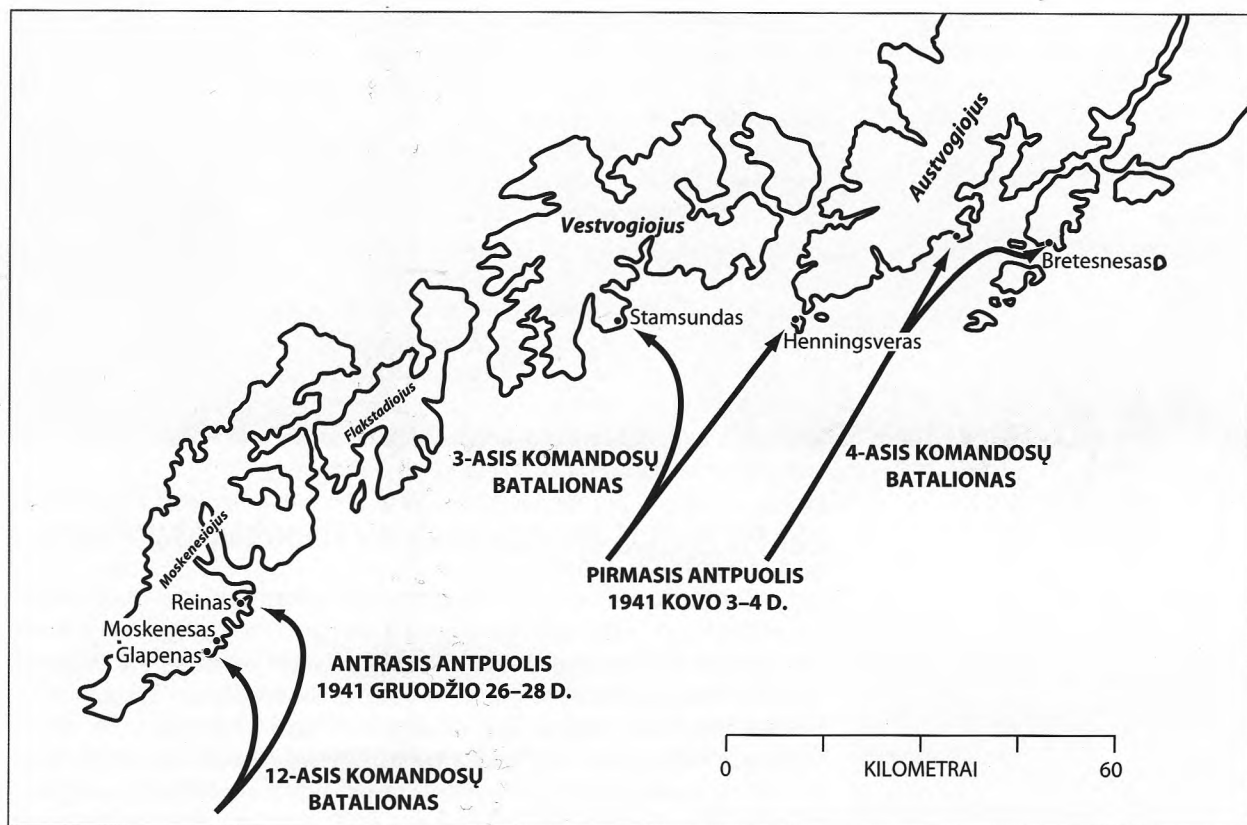 Austvogiojus
Vestvogiojus
Bretesnesas
Stamsundas
Henningsveras
Flakstadiojus
3-ASIS KOMANDOSŲ
BATALIONAS
4-ASIS KOMANDOSŲ
BATALIONAS
Moskenesiojus
PIRMASIS ANTPUOLIS
1941 KOVO 3–4 D.
Reinas
Moskenesas
Glapenas
ANTRASIS ANTPUOLIS
1941 GRUODŽIO 26–28 D.
12-ASIS KOMANDOSŲ
BATALIONAS
0 KILOMETRAI 60